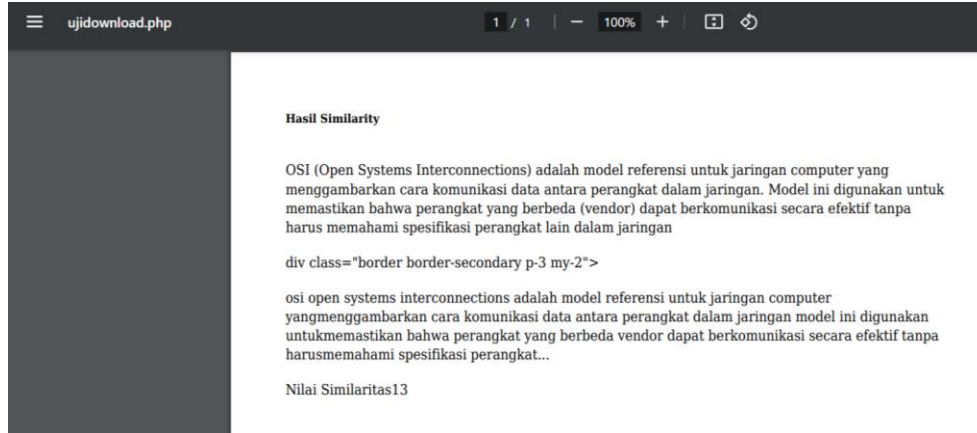 ujidownload.php
1 / 1
100%
Hasil Similarity
OSI (Open Systems Interconnections) adalah model referensi untuk jaringan computer yang
menggambarkan cara komunikasi data antara perangkat dalam jaringan. Model ini digunakan untuk
memastikan bahwa perangkat yang berbeda (vendor) dapat berkomunikasi secara efektif tanpa
harus memahami spesifikasi perangkat lain dalam jaringan
div class="border border-secondary p-3 my-2">
osi open systems interconnections adalah model referensi untuk jaringan computer
yangmenggambarkan cara komunikasi data antara perangkat dalam jaringan model ini digunakan
untukmemastikan bahwa perangkat yang berbeda vendor dapat berkomunikasi secara efektif tanpa
harusmemahami spesifikasi perangkat...
Nilai Similaritas13